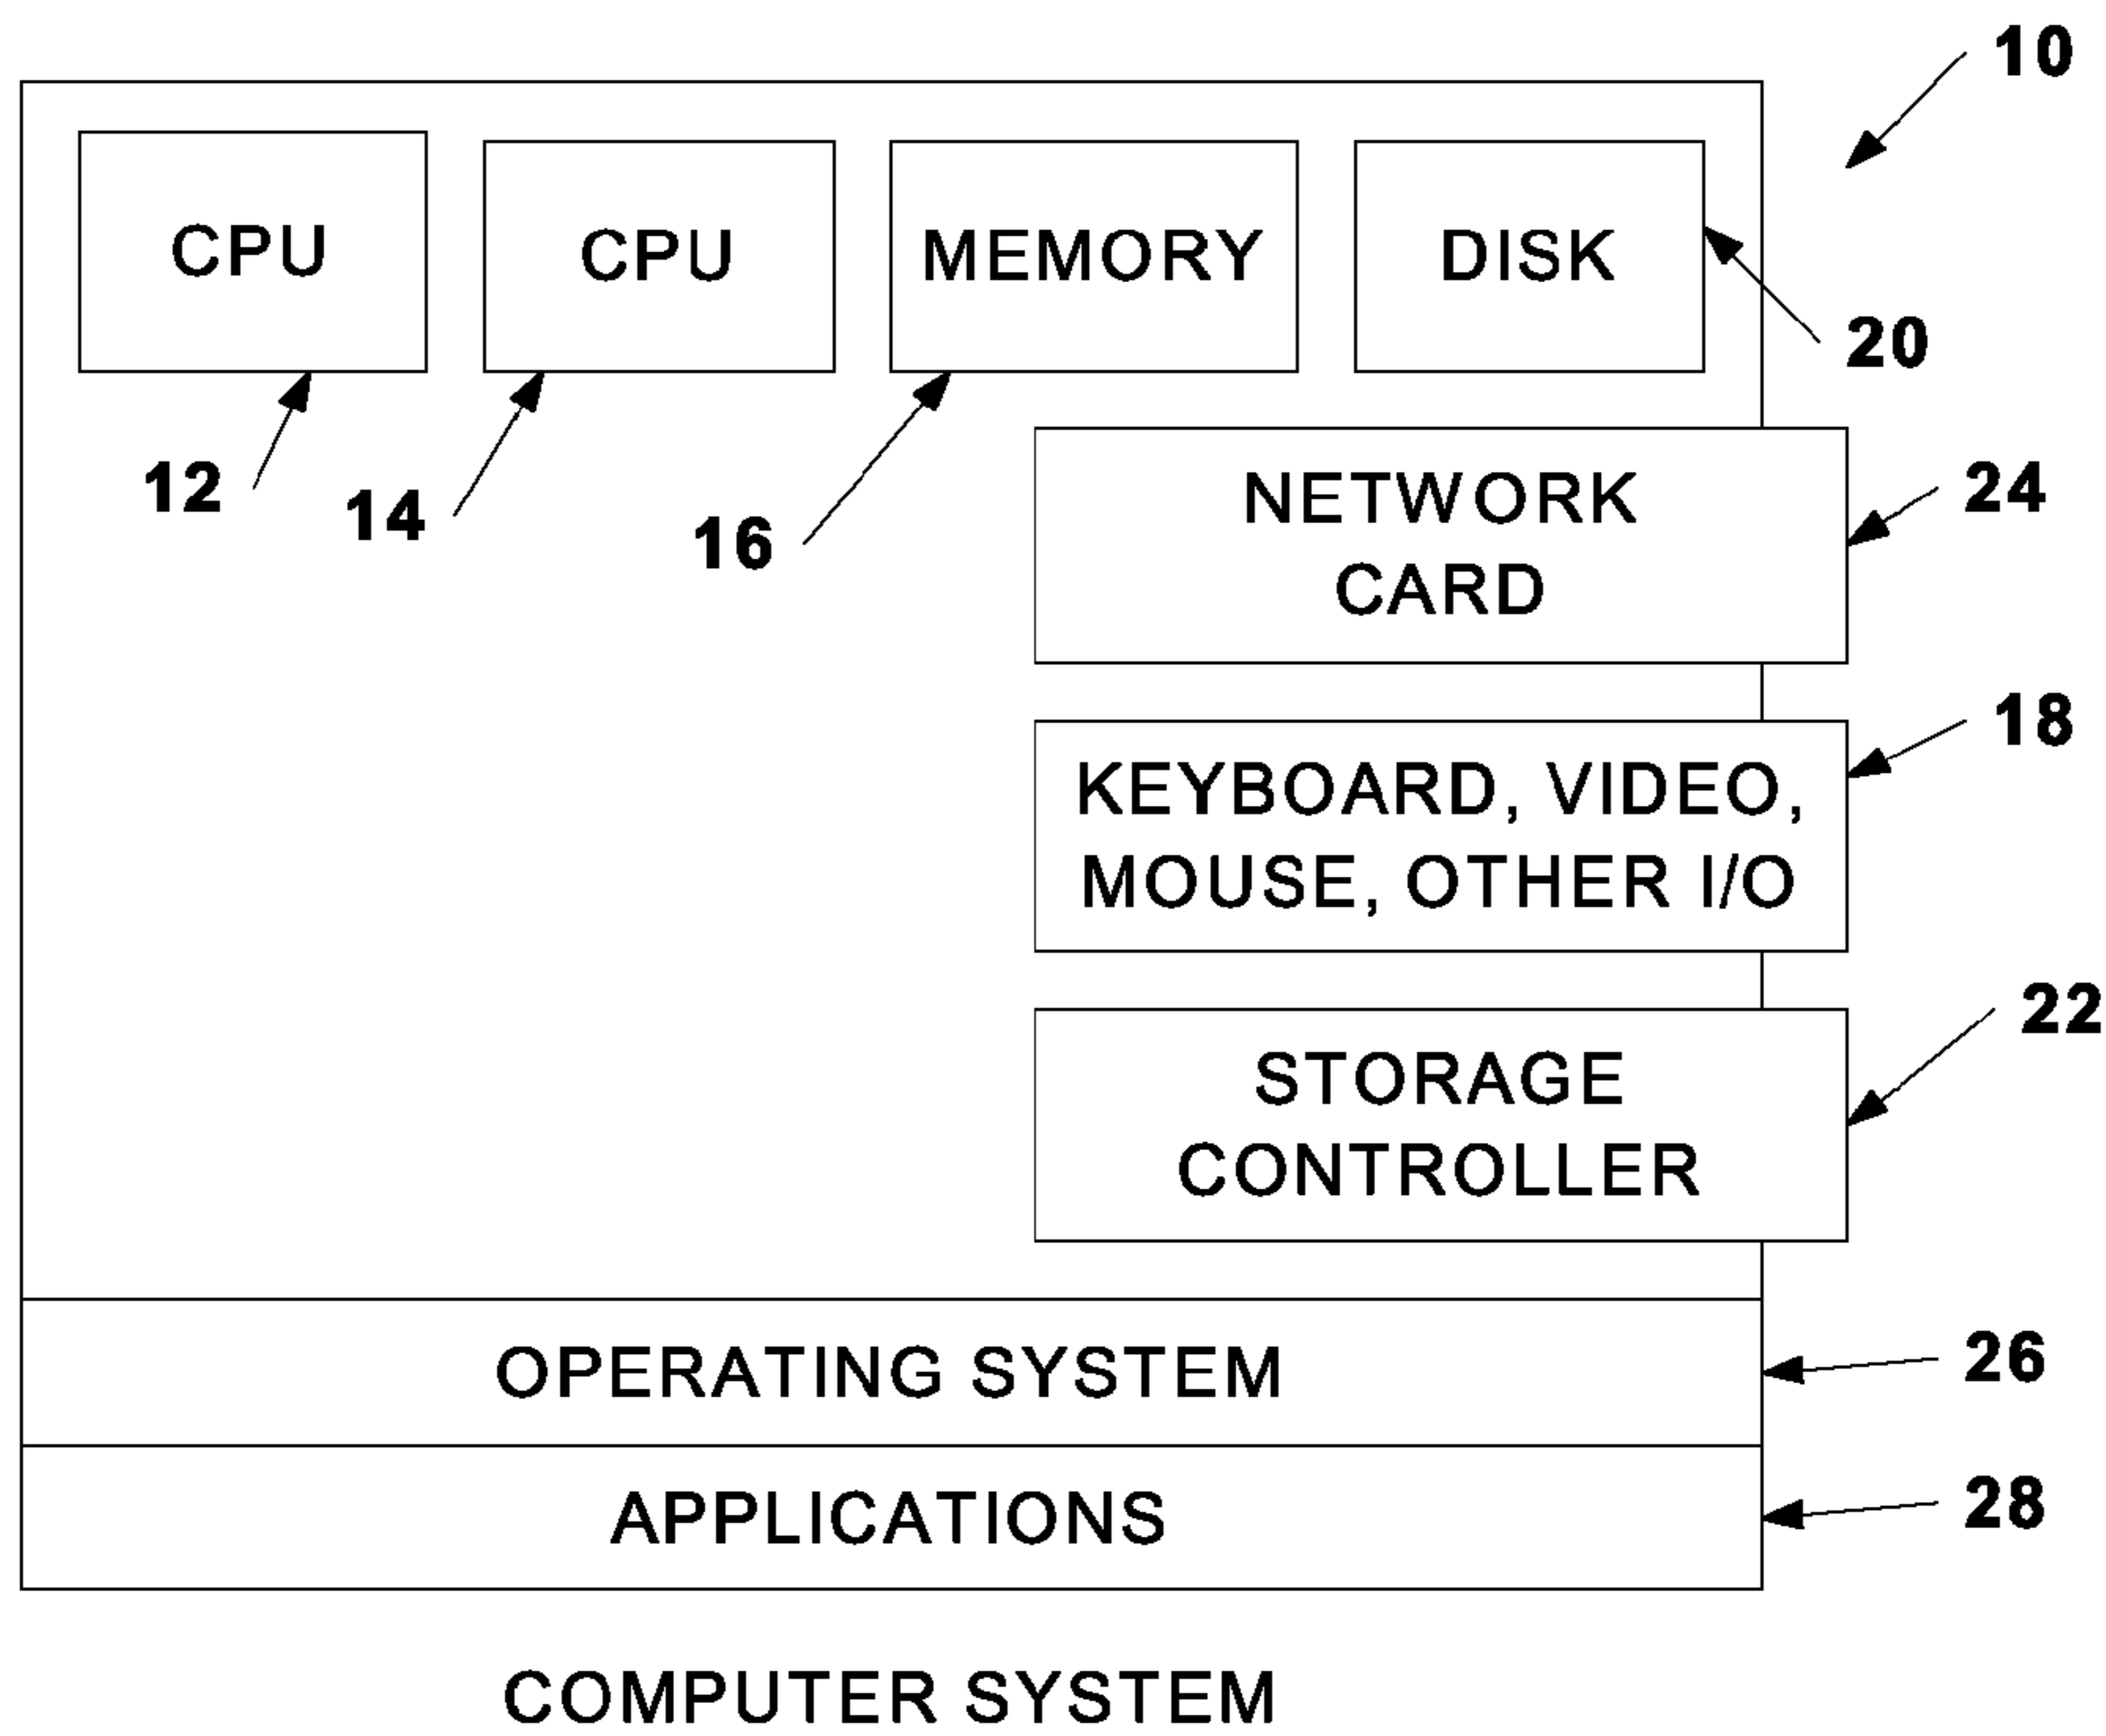 10
CPU
CPU
MEMORY
DISK
20
12
14
16
NETWORK
CARD
24
18
KEYBOARD, VIDEO,
MOUSE, OTHER I/O
22
STORAGE
CONTROLLER
OPERATING SYSTEM
26
APPLICATIONS
28
COMPUTER SYSTEM